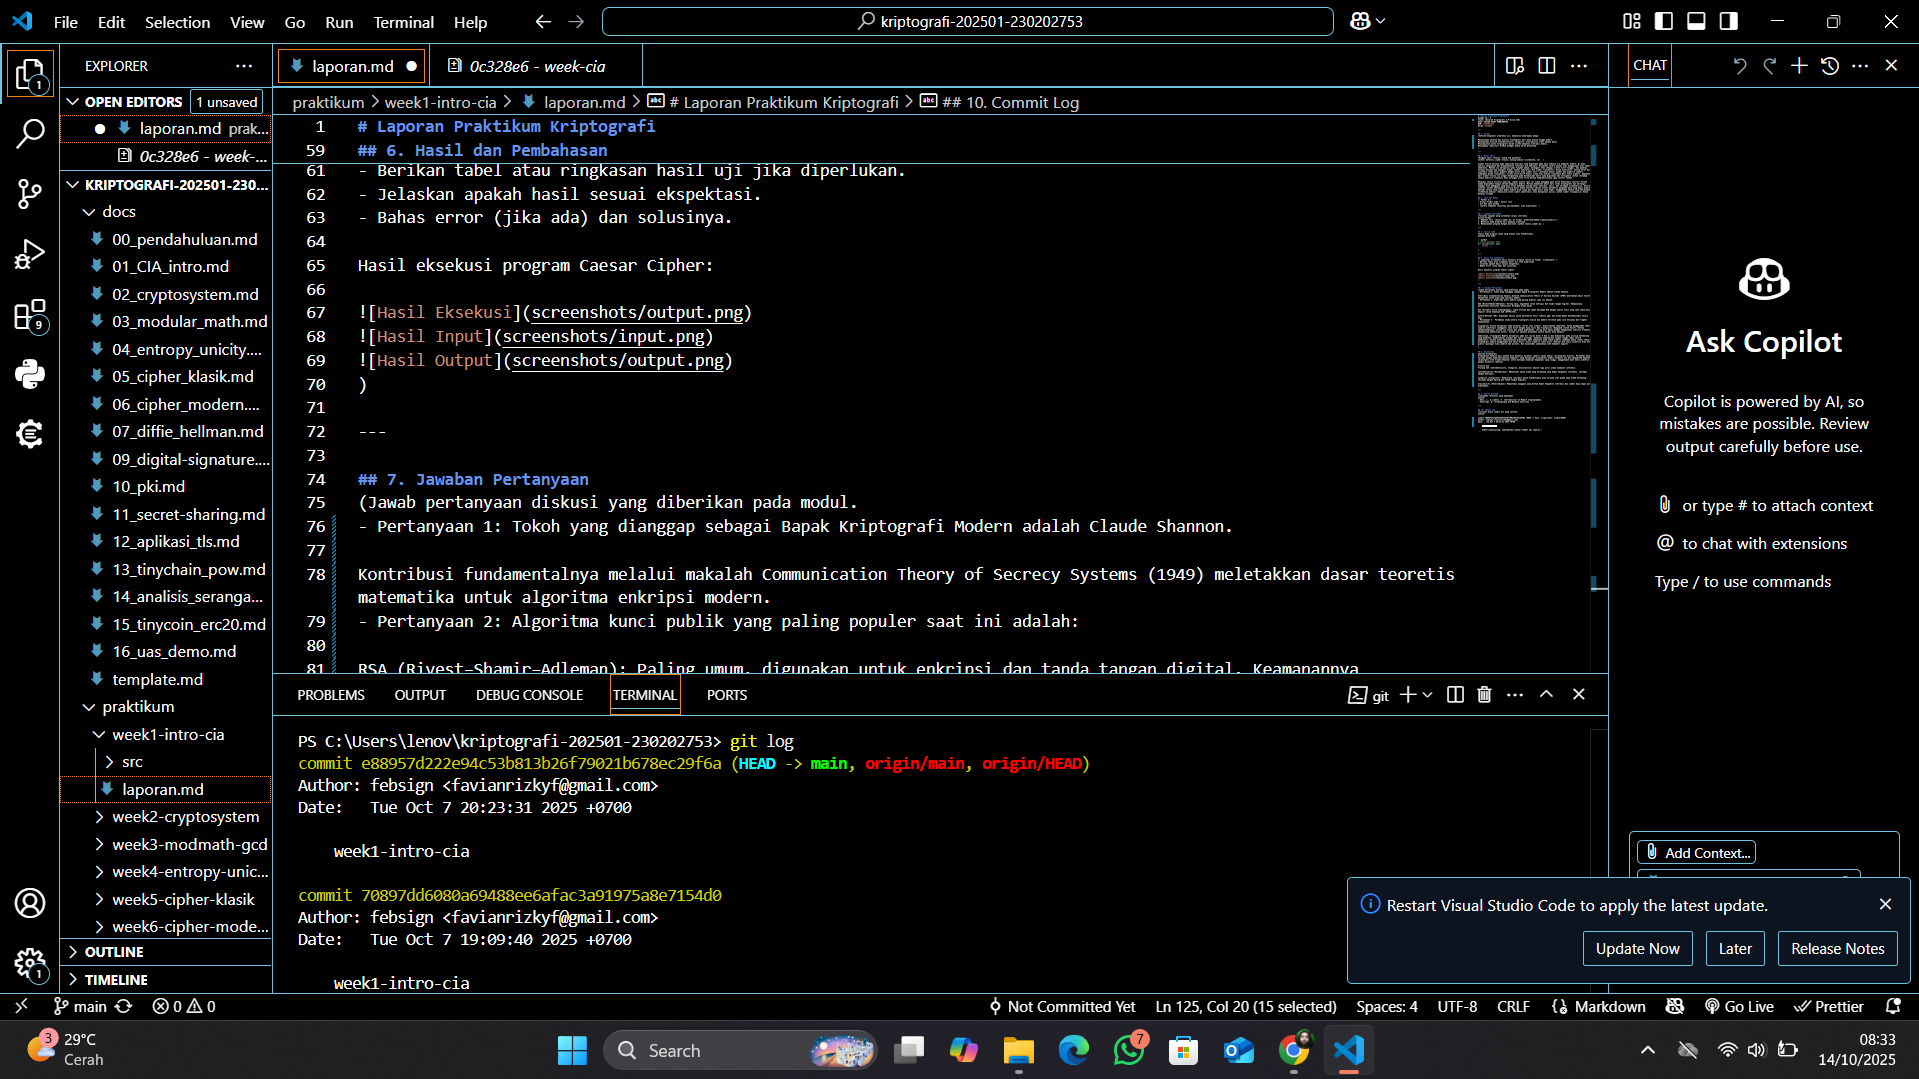 File Edit Selection View Go Run Terminal Help
kriptografi-202501-230202753
EXPLORER
1
OPEN EDITORS 1 unsaved
laporan.md prak...
0c328e6 - week-...
KRIPTOGRAFI-202501-230...
docs
00_pendahuluan.md
01_CIA_intro.md
02_cryptosystem.md
03_modular_math.md
04_entropy_unicity....
05_cipher_klasik.md
06_cipher_modern....
07_diffie_hellman.md
09_digital-signature....
10_pki.md
11_secret-sharing.md
12_aplikasi_tls.md
13_tinychain_pow.md
14_analisis_seranga...
15_tinycoin_erc20.md
16_uas_demo.md
template.md
praktikum
week1-intro-cia
src
laporan.md
week2-cryptosystem
week3-modmath-gcd
week4-entropy-unic...
week5-cipher-klasik
week6-cipher-mode...
OUTLINE
TIMELINE
9
1
laporan.md
0c328e6 - week-cia
praktikum > week1-intro-cia > laporan.md > # Laporan Praktikum Kriptografi > ## 10. Commit Log
1 # Laporan Praktikum Kriptografi
59 ## 6. Hasil dan Pembahasan
61 - Berikan tabel atau ringkasan hasil uji jika diperlukan.
62 - Jelaskan apakah hasil sesuai ekspektasi.
63 - Bahas error (jika ada) dan solusinya.
64
65 Hasil eksekusi program Caesar Cipher:
66
67 ![Hasil Eksekusi](screenshots/output.png)
68 ![Hasil Input](screenshots/input.png)
69 ![Hasil Output](screenshots/output.png)
70 )
71
72 ---
73
74 ## 7. Jawaban Pertanyaan
75 (Jawab pertanyaan diskusi yang diberikan pada modul.
76 - Pertanyaan 1: Tokoh yang dianggap sebagai Bapak Kriptografi Modern adalah Claude Shannon.
77
78 Kontribusi fundamentalnya melalui makalah Communication Theory of Secrecy Systems (1949) meletakkan dasar teoretis
matematika untuk algoritma enkripsi modern.
79 - Pertanyaan 2: Algoritma kunci publik yang paling populer saat ini adalah:
80
81 RSA (Rivest–Shamir–Adleman): Paling umum, digunakan untuk enkripsi dan tanda tangan digital. Keamanannya
PROBLEMS OUTPUT DEBUG CONSOLE TERMINAL PORTS
git
PS C:\Users\lenov\kriptografi-202501-230202753> git log
commit e88957d222e94c53b813b26f79021b678ec29f6a (HEAD -> main, origin/main, origin/HEAD)
Author: febsign <favianrizkyf@gmail.com>
Date: Tue Oct 7 20:23:31 2025 +0700
week1-intro-cia
commit 70897dd6080a69488ee6afac3a91975a8e7154d0
Author: febsign <favianrizkyf@gmail.com>
Date: Tue Oct 7 19:09:40 2025 +0700
week1-intro-cia
CHAT
Ask Copilot
Copilot is powered by AI, so
mistakes are possible. Review
output carefully before use.
or type # to attach context
@ to chat with extensions
Type / to use commands
Add Context...
Restart Visual Studio Code to apply the latest update.
Update Now Later Release Notes
main 0 0 Not Committed Yet Ln 125, Col 20 (15 selected) Spaces: 4 UTF-8 CRLF Markdown Go Live Prettier
3
29°C
Cerah
Search
7
08:33
14/10/2025